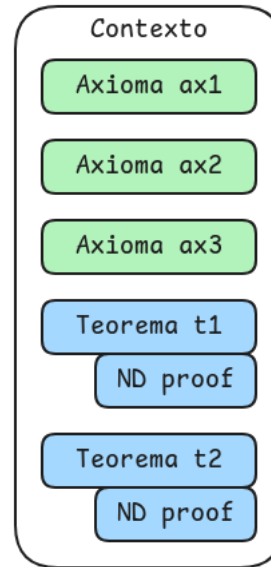 Contexto
Axioma ax1
Axioma ax2
Axioma ax3
Teorema t1
ND proof
Teorema t2
ND proof